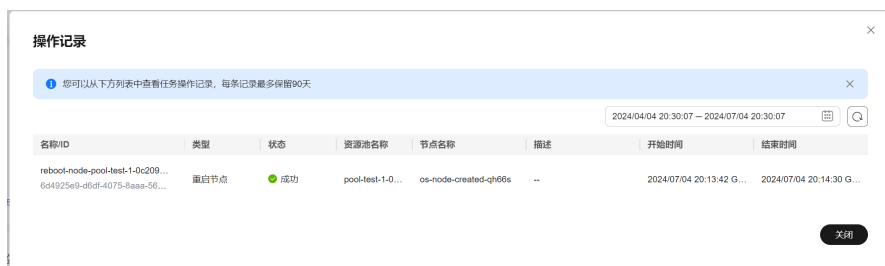 操作记录
您可以从下方列表中查看任务操作记录，每条记录最多保留90天
2024/04/04 20:30:07 — 2024/07/04 20:30:07
名称/ID 类型 状态 资源池名称 节点名称 描述 开始时间 结束时间
reboot-node-pool-test-1-0c209...
6d4925e9-d6df-4075-8aaa-56...
重启节点 成功 pool-test-1-0... os-node-created-qh66s -- 2024/07/04 20:13:42 G... 2024/07/04 20:14:30 G...
关闭